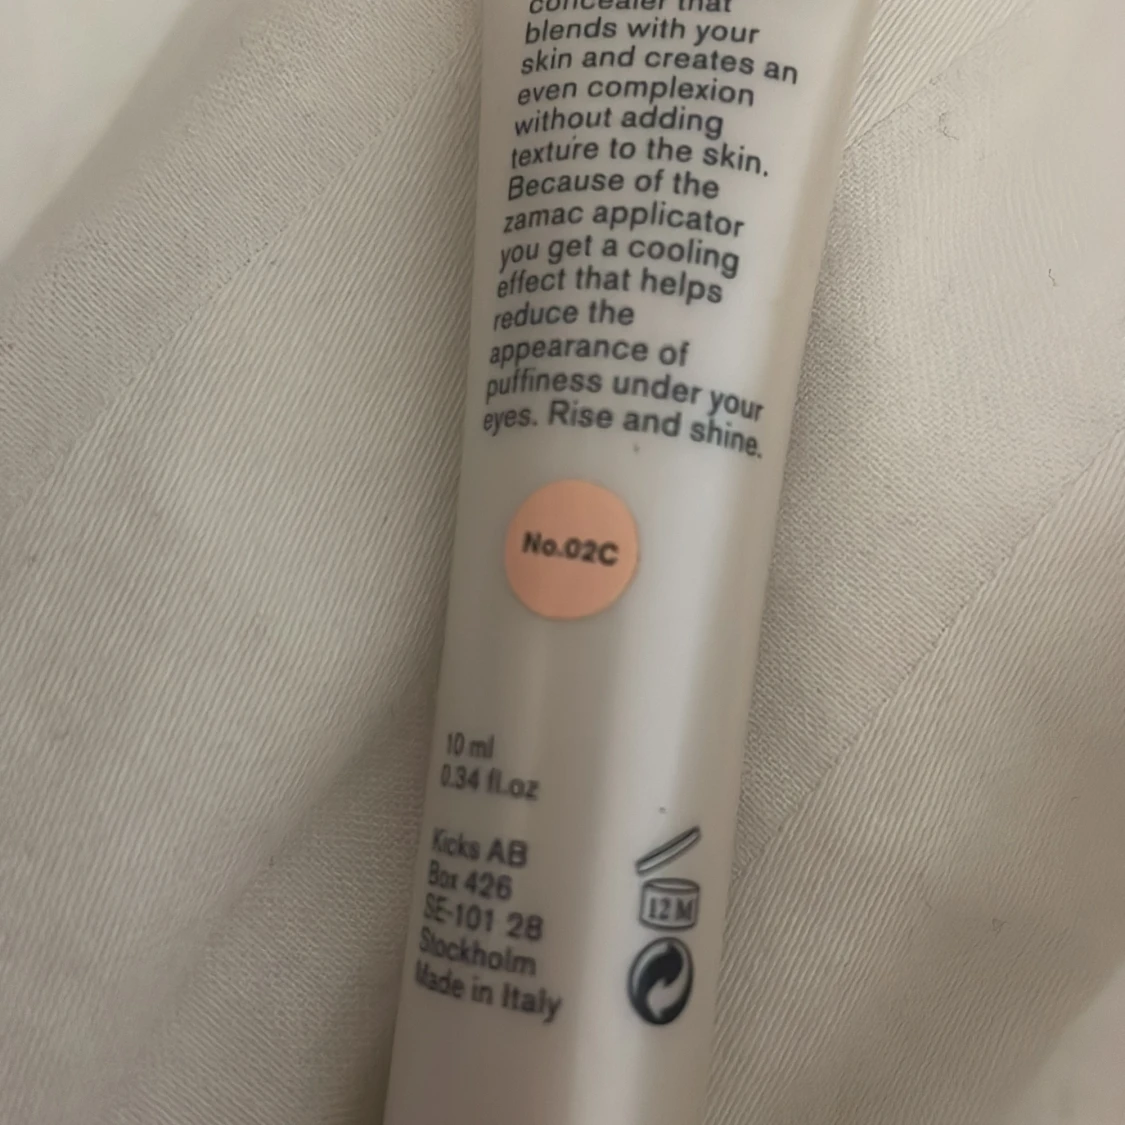 concealer that
blends with your
skin and creates an
even complexion
without adding
texture to the skin.
Because of the
zamac applicator
you get a cooling
effect that helps
reduce the
appearance of
puffiness under your
eyes. Rise and shine.
No.02C
10 ml
0.34 fl.oz
Kicks AB
Box 426
SE-101 28
Stockholm
Made in Italy
12 M